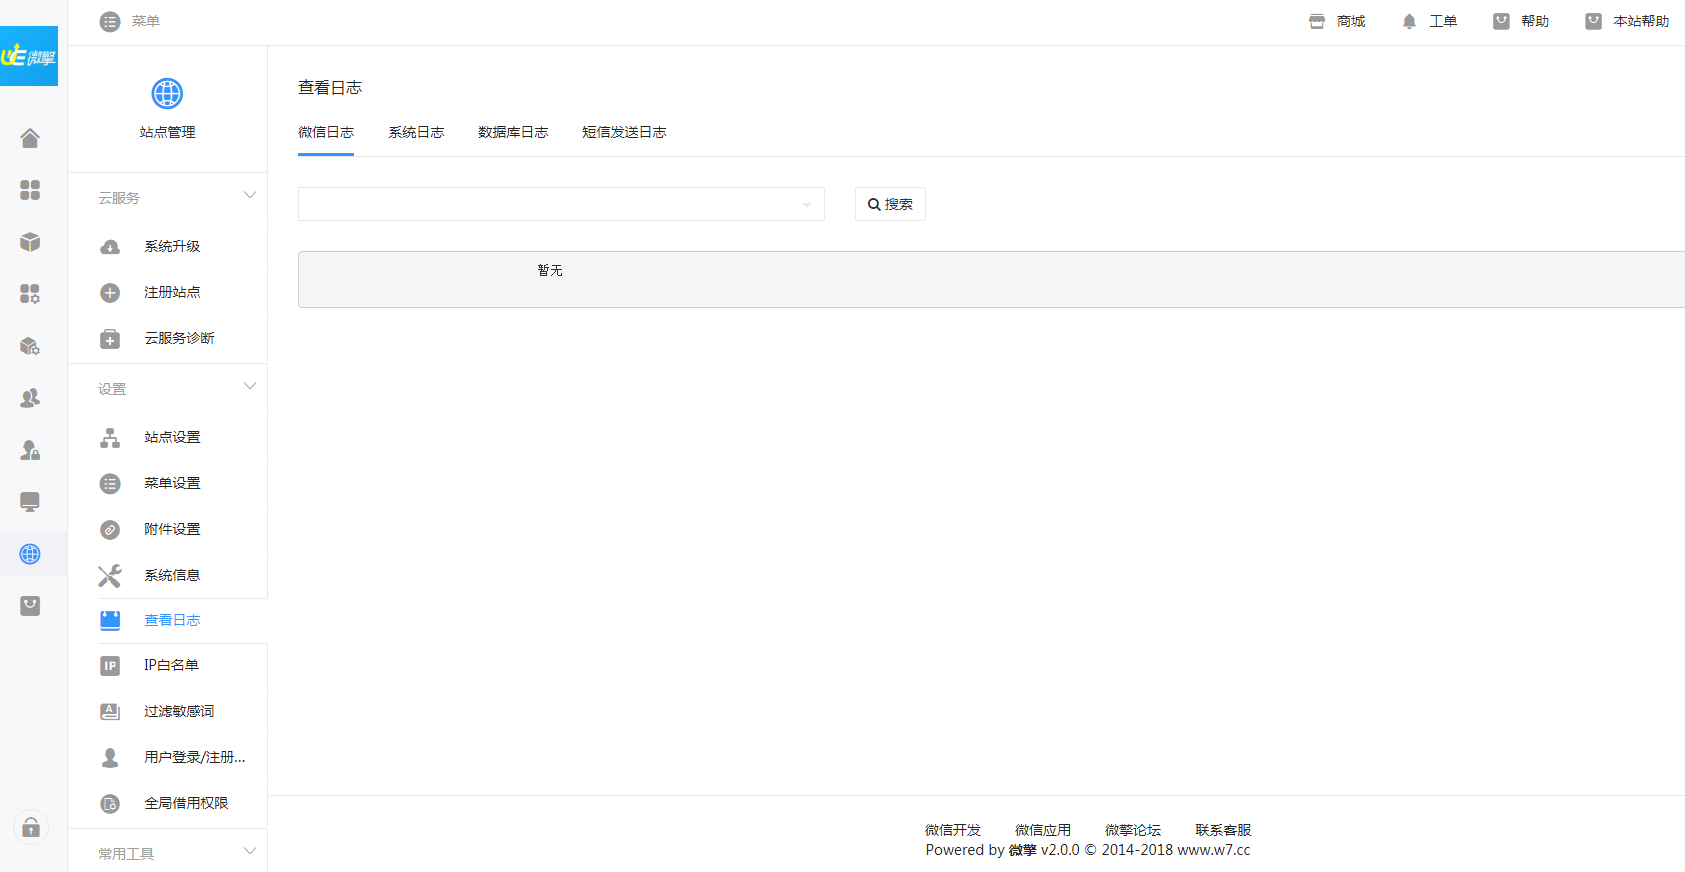 菜单
商城
工单
帮助
本站帮助
微擎
站点管理
云服务
系统升级
注册站点
云服务诊断
设置
站点设置
菜单设置
附件设置
系统信息
查看日志
IP白名单
过滤敏感词
用户登录/注册...
全局借用权限
常用工具
查看日志
微信日志 系统日志 数据库日志 短信发送日志
搜索
暂无
微信开发 微信应用 微擎论坛 联系客服
Powered by 微擎 v2.0.0 © 2014-2018 www.w7.cc